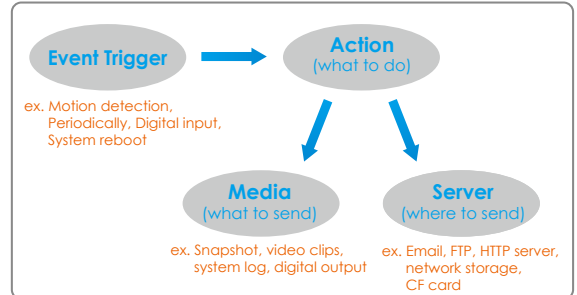 Event Trigger
Action
(what to do)
ex. Motion detection,
Periodically, Digital input,
System reboot
Media
(what to send)
Server
(where to send)
ex. Snapshot, video clips,
system log, digital output
ex. Email, FTP, HTTP server,
network storage,
CF card